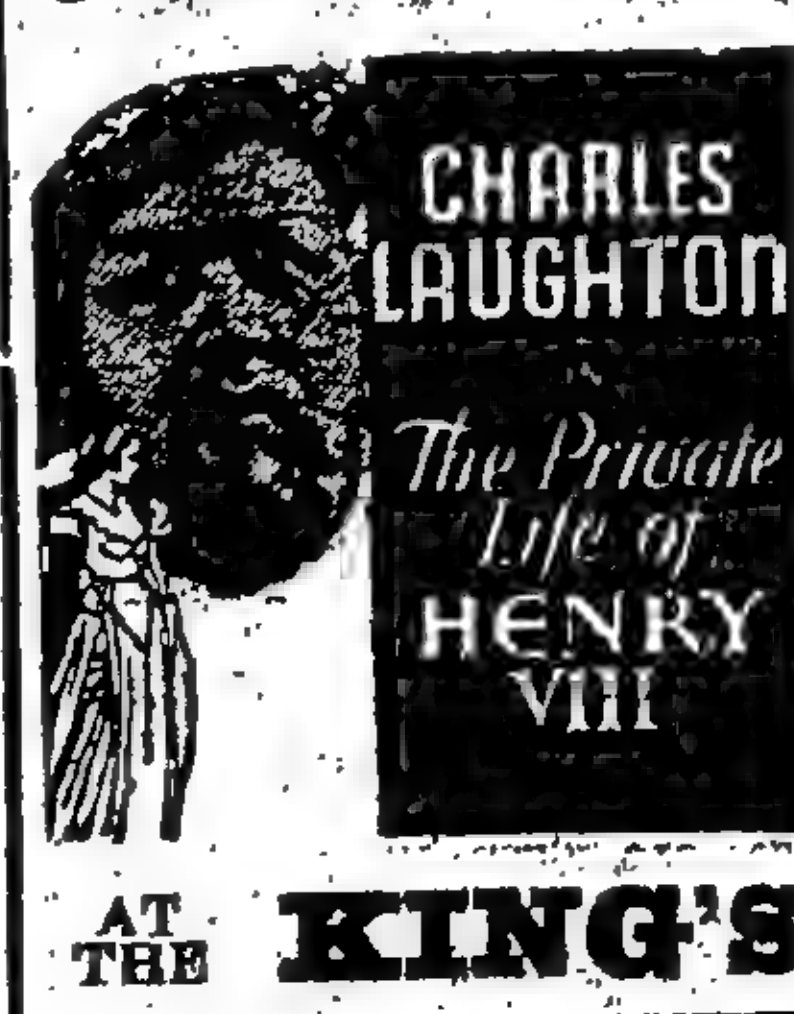 CHARLES
LAUGHTON
The Private
Life of
HENRY
VIII
AT
THE
KING'S